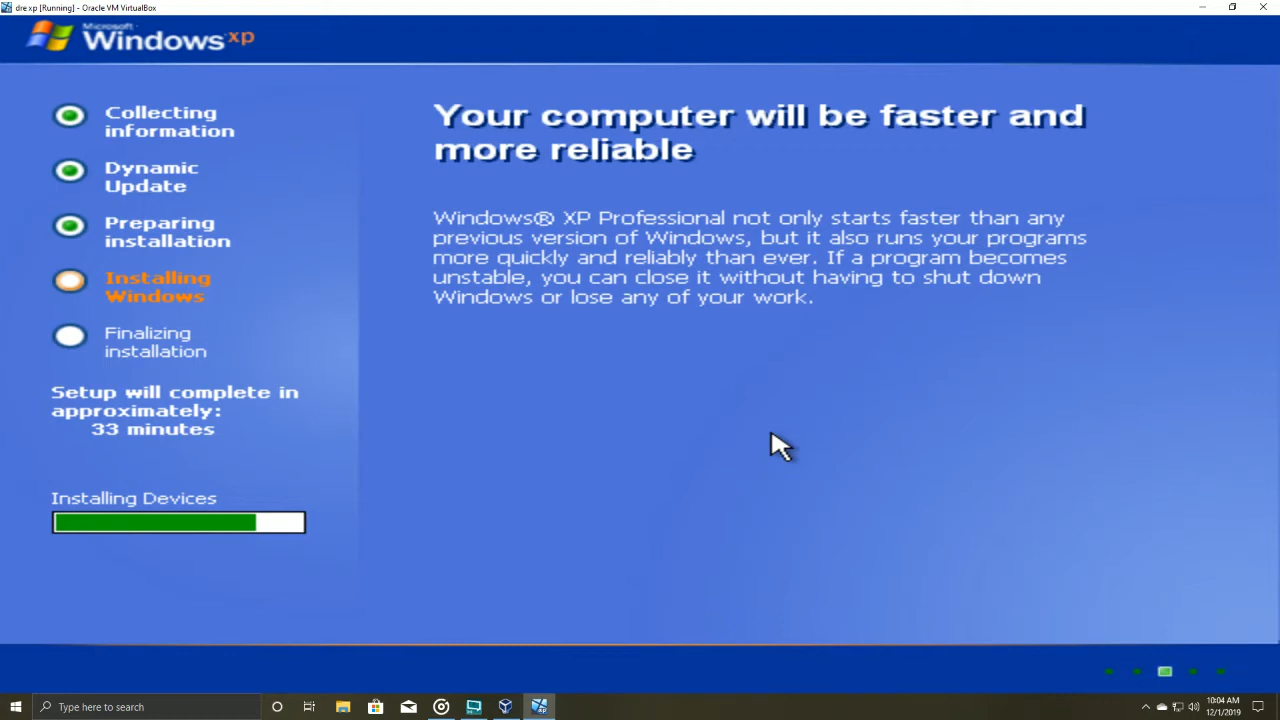 dre xp [Running] - Oracle VM VirtualBox
Microsoft
Windows xp
Collecting
information
Dynamic
Update
Preparing
installation
Installing
Windows
Finalizing
installation
Setup will complete in
approximately:
33 minutes
Installing Devices
Your computer will be faster and
more reliable
Windows® XP Professional not only starts faster than any
previous version of Windows, but it also runs your programs
more quickly and reliably than ever. If a program becomes
unstable, you can close it without having to shut down
Windows or lose any of your work.
Type here to search
10:04 AM
12/1/2019